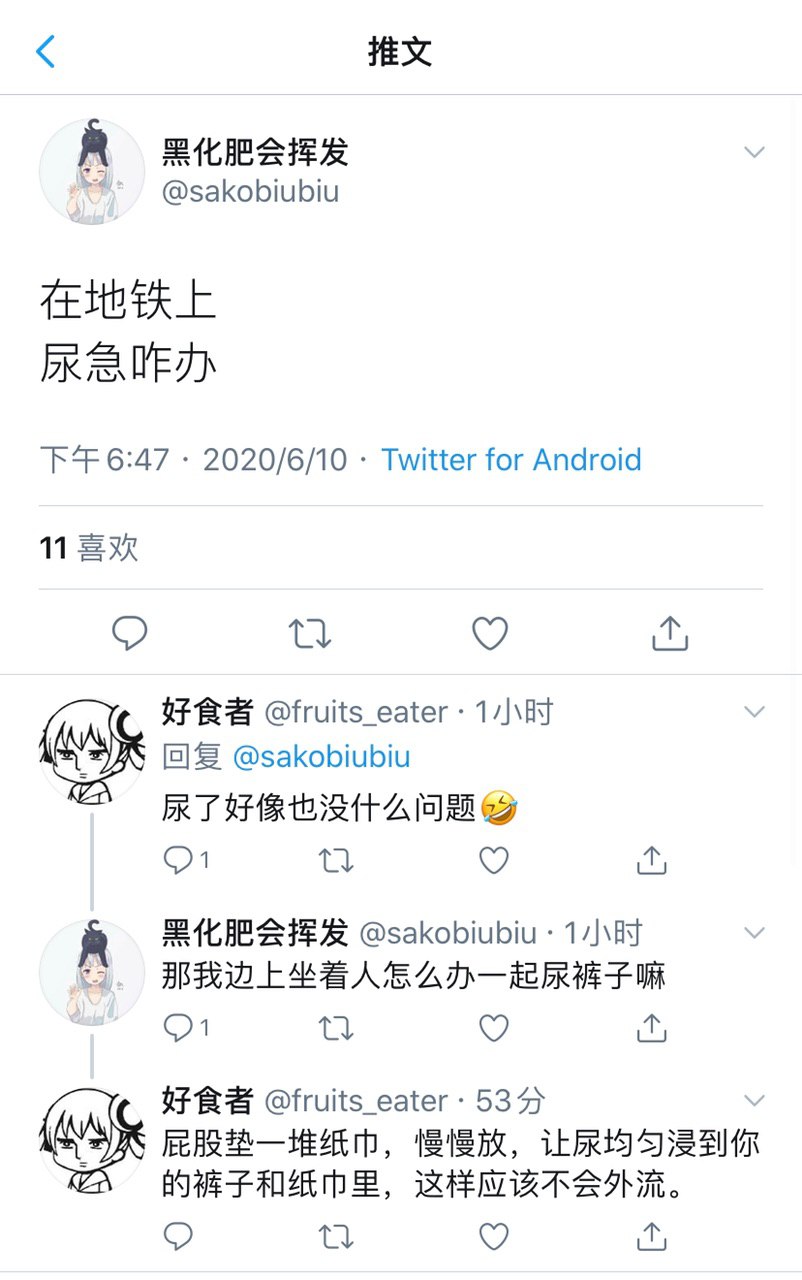 推文
黑化肥会挥发
@sakobiubiu
在地铁上
尿急咋办
下午6:47 · 2020/6/10 · Twitter for Android
11 喜欢
好食者 @fruits_eater · 1小时
回复 @sakobiubiu
尿了好像也没什么问题🤣
1
黑化肥会挥发 @sakobiubiu · 1小时
那我边上坐着人怎么办一起尿裤子嘛
1
好食者 @fruits_eater · 53分
屁股垫一堆纸巾，慢慢放，让尿均匀浸到你
的裤子和纸巾里，这样应该不会外流。